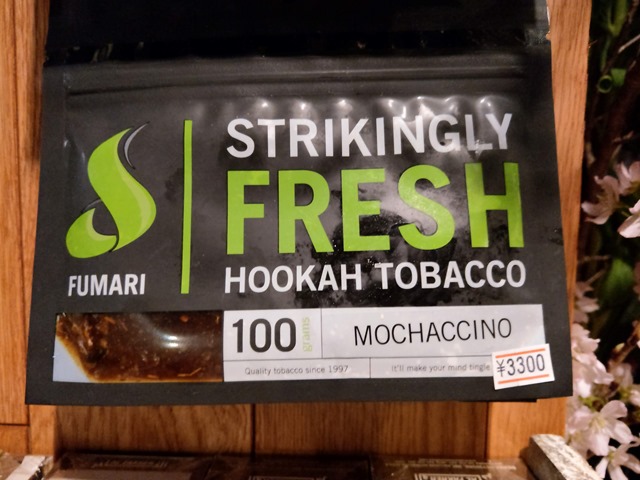 STRIKINGLY
FRESH
FUMARI
HOOKAH TOBACCO
100 grams
MOCHACCINO
Quality tobacco since 1997
it'll make your mind tingle
¥3300